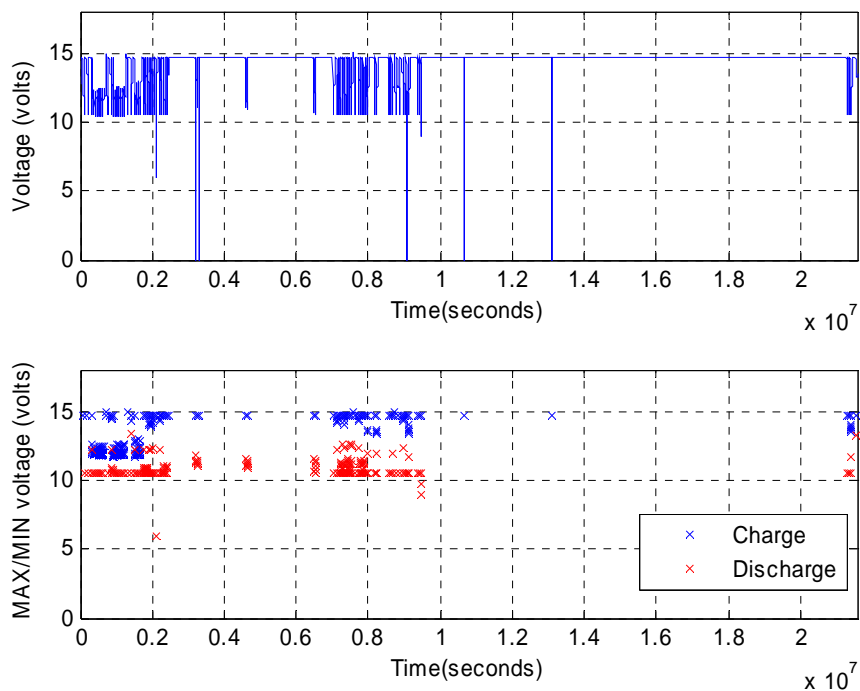 Voltage (volts)
15
10
5
0
0 0.2 0.4 0.6 0.8 1 1.2 1.4 1.6 1.8 2
Time(seconds)
x 10^7
MAX/MIN voltage (volts)
15
10
5
0
Charge
Discharge
0 0.2 0.4 0.6 0.8 1 1.2 1.4 1.6 1.8 2
Time(seconds)
x 10^7